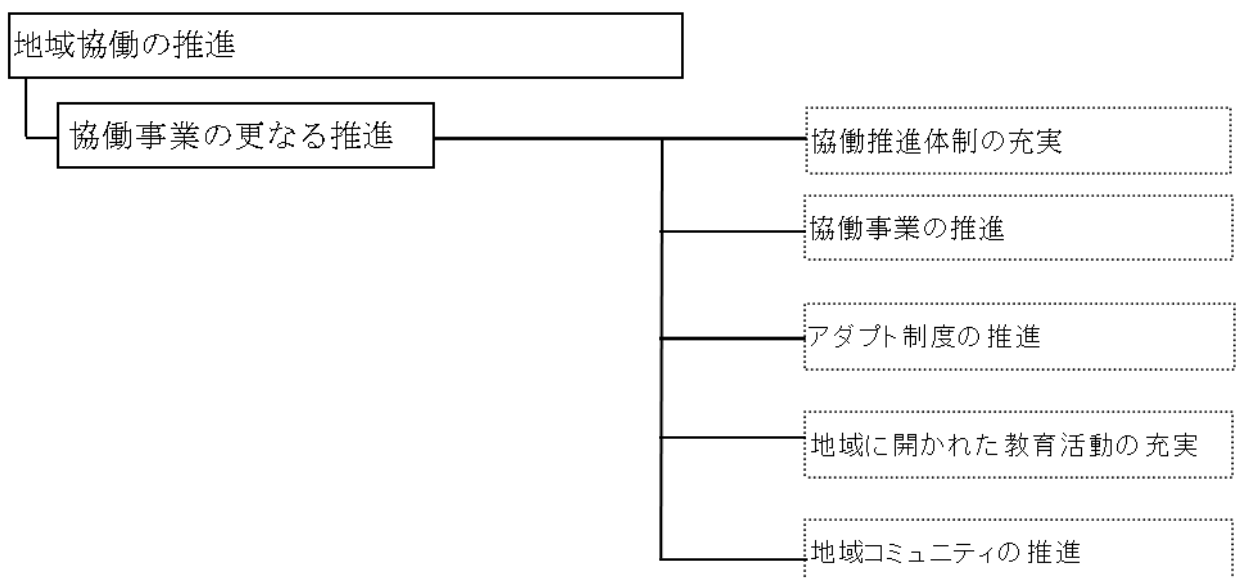 地域協働の推進
協働事業の更なる推進
協働推進体制の充実
協働事業の推進
アダプト制度の推進
地域に開かれた教育活動の充実
地域コミュニティの推進